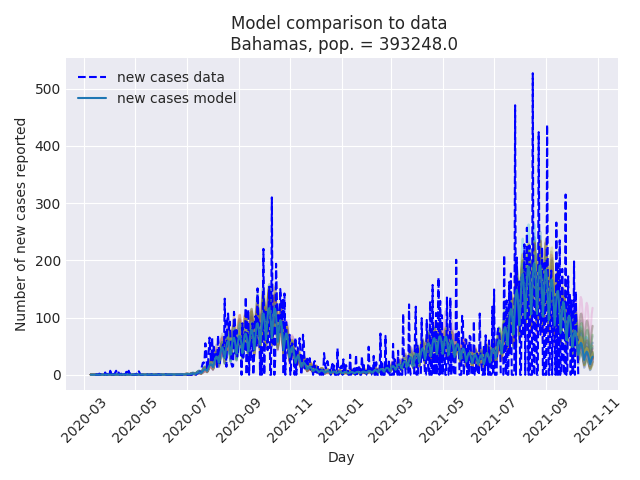 Model comparison to data
Bahamas, pop. = 393248.0
new cases data
new cases model
Number of new cases reported
500
400
300
200
100
0
2020-03
2020-05
2020-07
2020-09
2020-11
2021-01
2021-03
2021-05
2021-07
2021-09
2021-11
Day